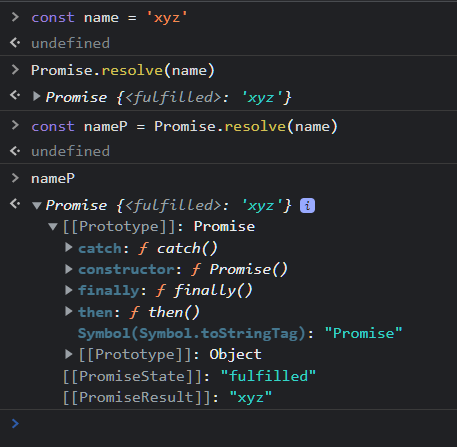 const name = 'xyz'
undefined
Promise.resolve(name)
Promise {<fulfilled>: 'xyz'}
const nameP = Promise.resolve(name)
undefined
nameP
Promise {<fulfilled>: 'xyz'} i
[[Prototype]]: Promise
catch: ƒ catch()
constructor: ƒ Promise()
finally: ƒ finally()
then: ƒ then()
Symbol(Symbol.toStringTag): "Promise"
[[Prototype]]: Object
[[PromiseState]]: "fulfilled"
[[PromiseResult]]: "xyz"